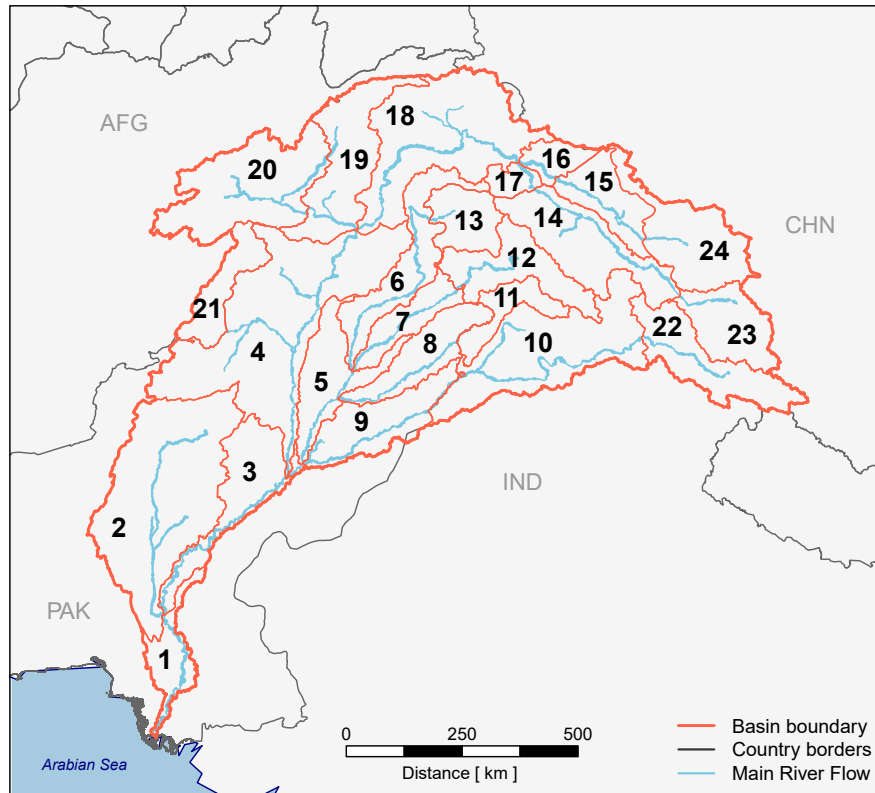 AFG
18
20
19
16
17
15
13
14
CHN
12
24
6
11
21
7
22
23
4
8
10
5
9
3
IND
2
PAK
1
0 250 500
Distance [ km ]
Arabian Sea
Basin boundary
Country borders
Main River Flow